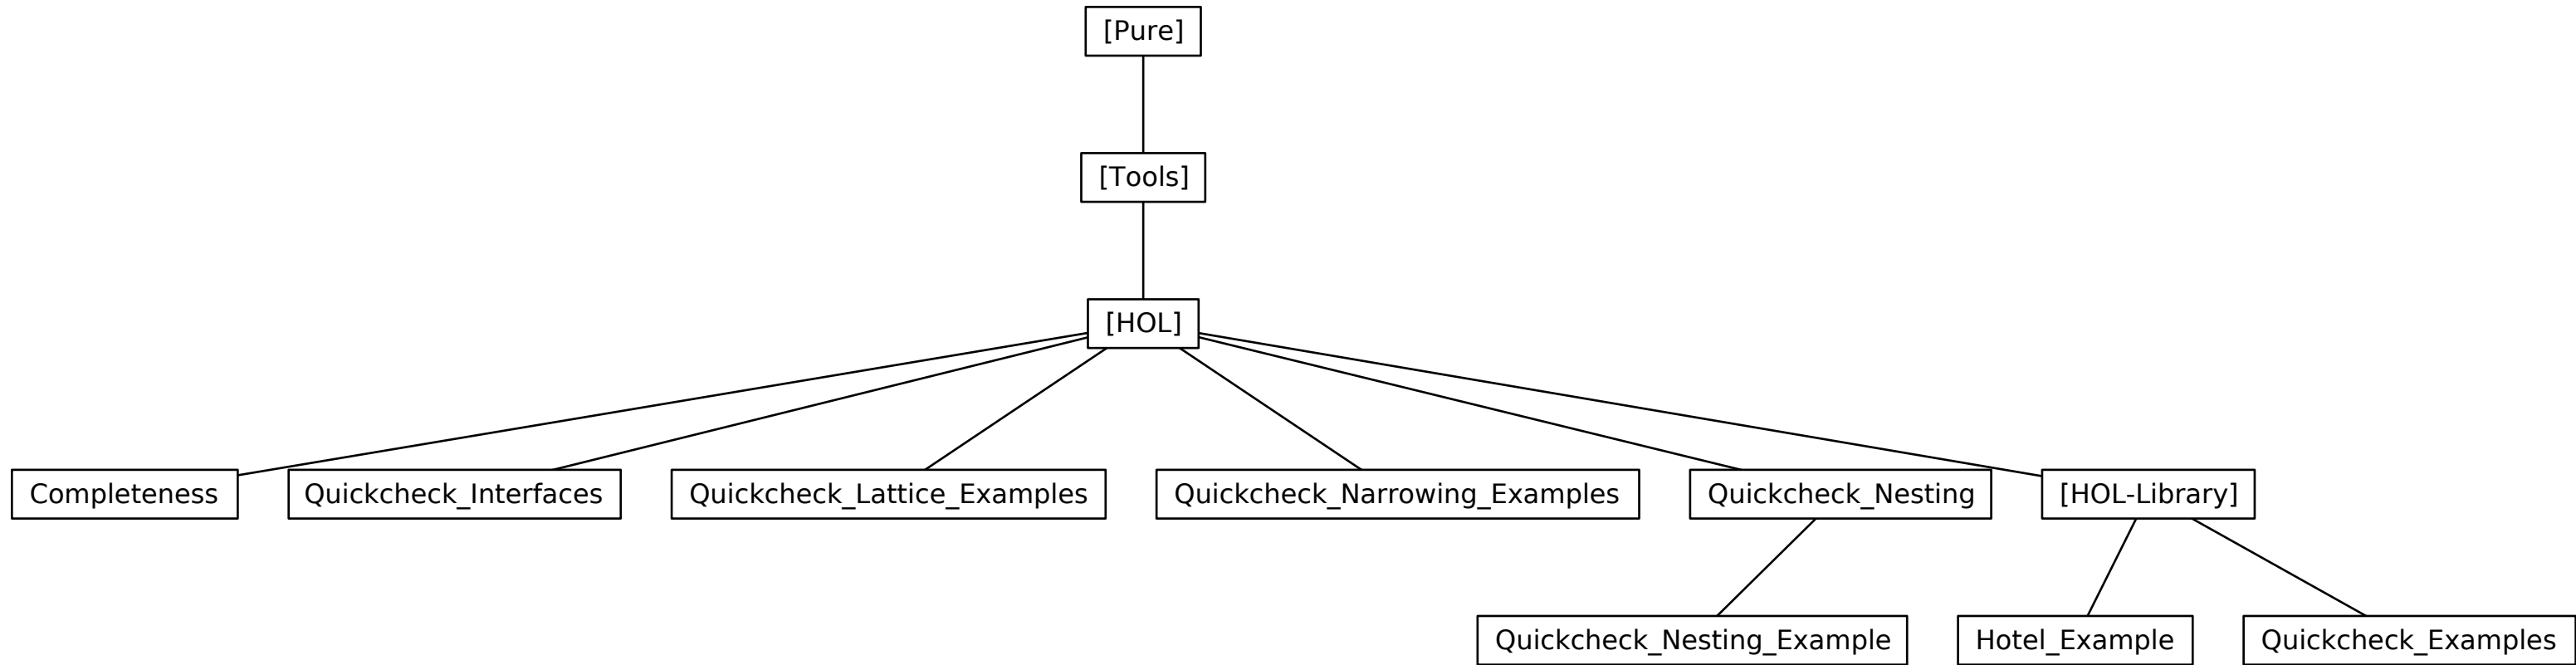 [Pure]
[Tools]
[HOL]
Completeness
Quickcheck_Interfaces
Quickcheck_Lattice_Examples
Quickcheck_Narrowing_Examples
Quickcheck_Nesting
[HOL-Library]
Quickcheck_Nesting_Example
Hotel_Example
Quickcheck_Examples